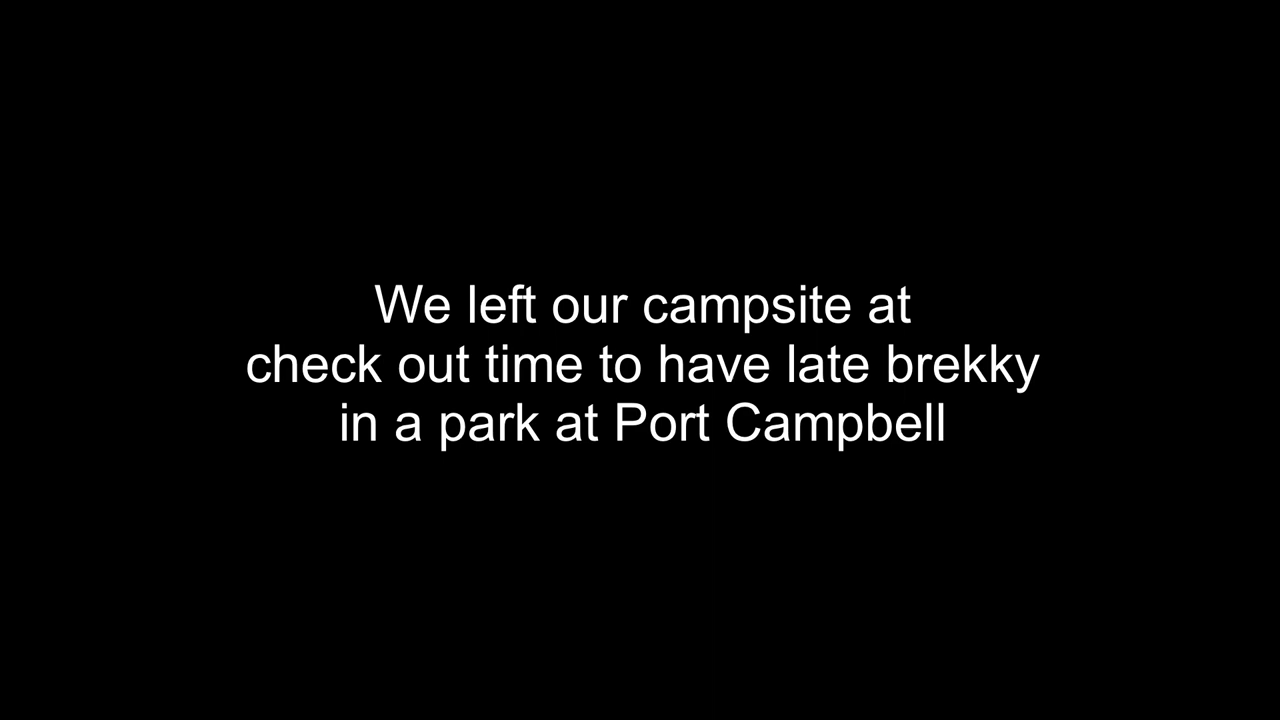 We left our campsite at
check out time to have late brekky
in a park at Port Campbell